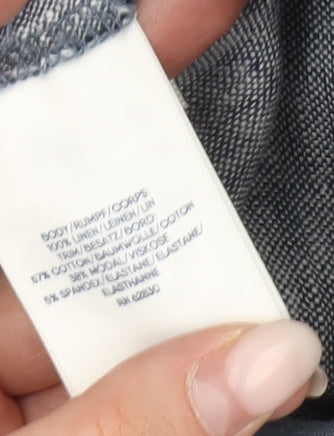 BODY/RUMPF/CORPS
100% LINEN/LEINEN/LIN
TRIM/BESATZ/BORD
57% COTTON/BAUMWOLLE/COTON
38% MODAL/VISKOSE
5% SPANDEX/ELASTANE/ELASTANE/
ELASTHANNE
RN 62830